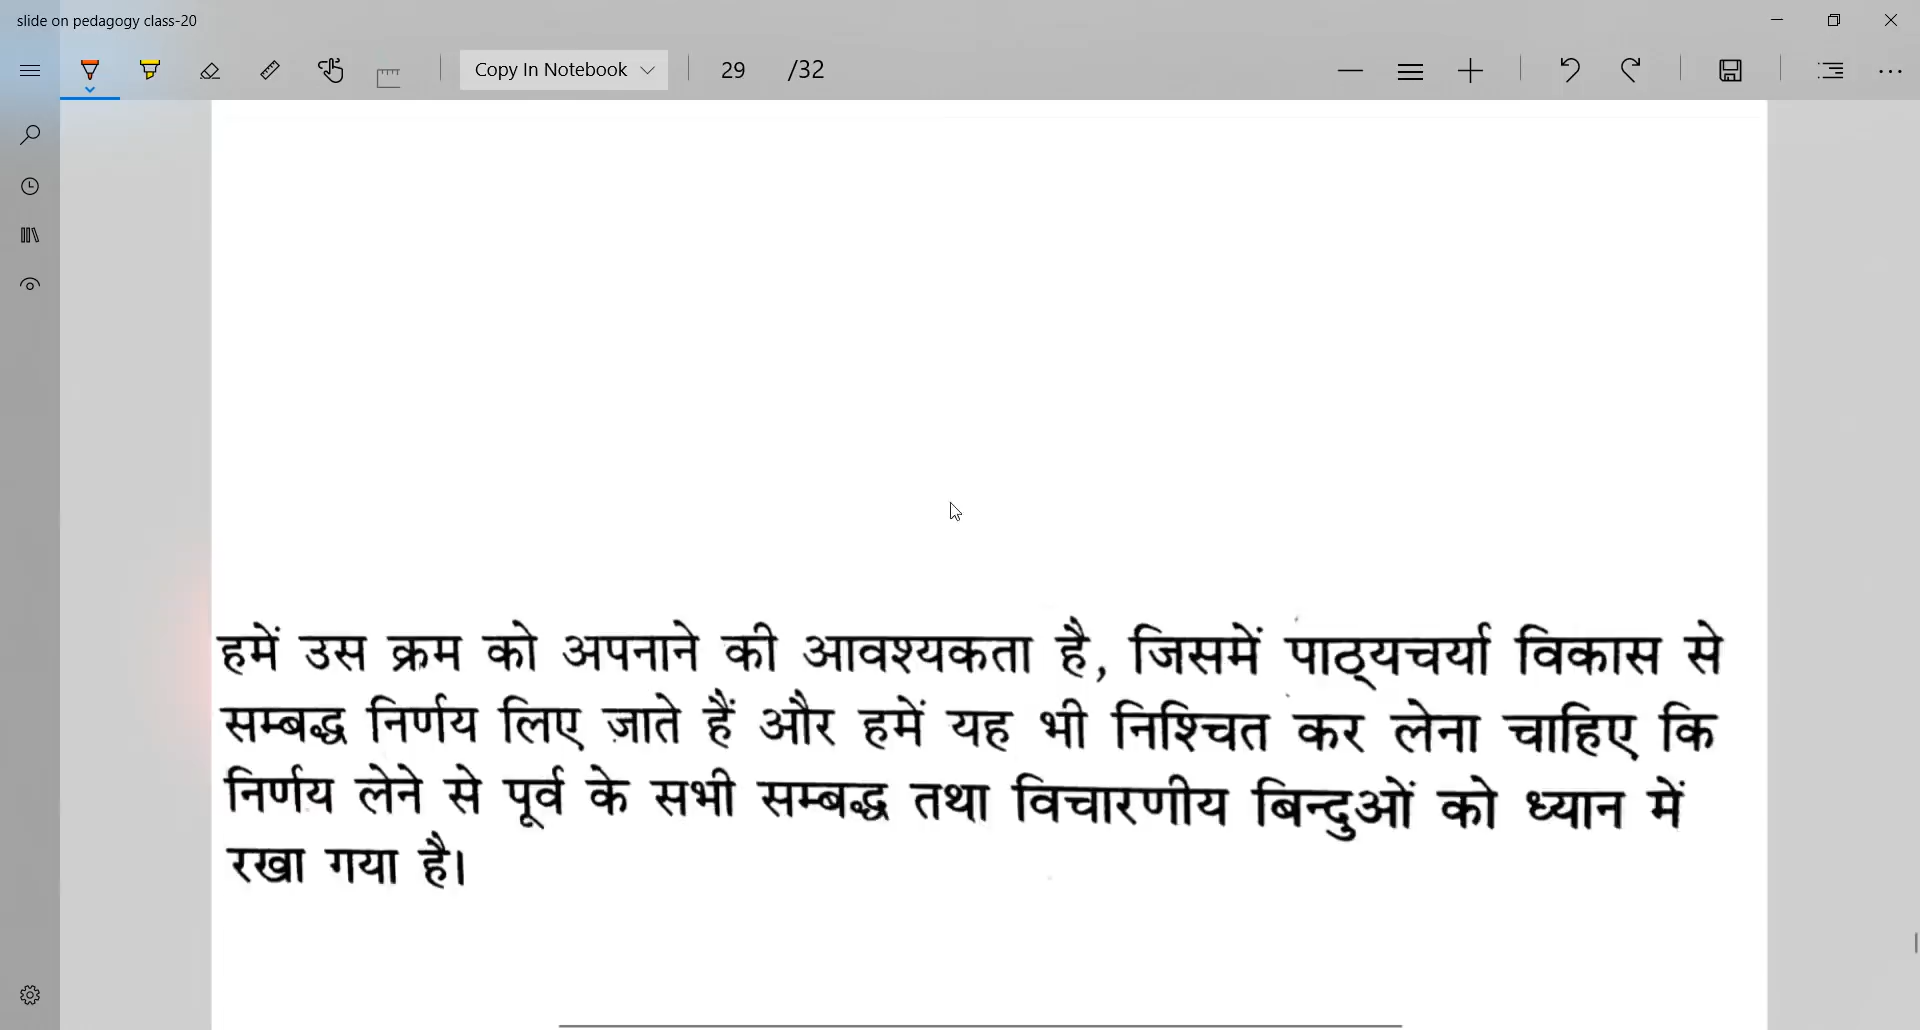 slide on pedagogy class-20
Copy In Notebook 29 /32
हमें उस क्रम को अपनाने की आवश्यकता है, जिसमें पाठ्यचर्या विकास से
सम्बद्ध निर्णय लिए जाते हैं और हमें यह भी निश्चित कर लेना चाहिए कि
निर्णय लेने से पूर्व के सभी सम्बद्ध तथा विचारणीय बिन्दुओं को ध्यान में
रखा गया है।